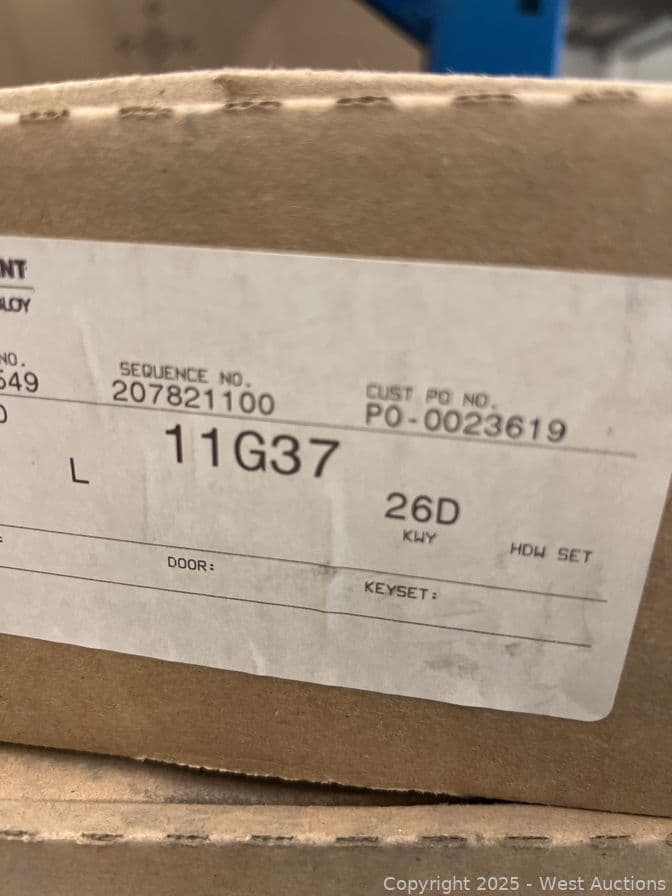 NT
LOY
NO. SEQUENCE NO. CUST PO NO.
549 207821100 PO-0023619
L 11G37
26D
KWY HDW SET
DOOR: KEYSET:
Copyright 2025 - West Auctions